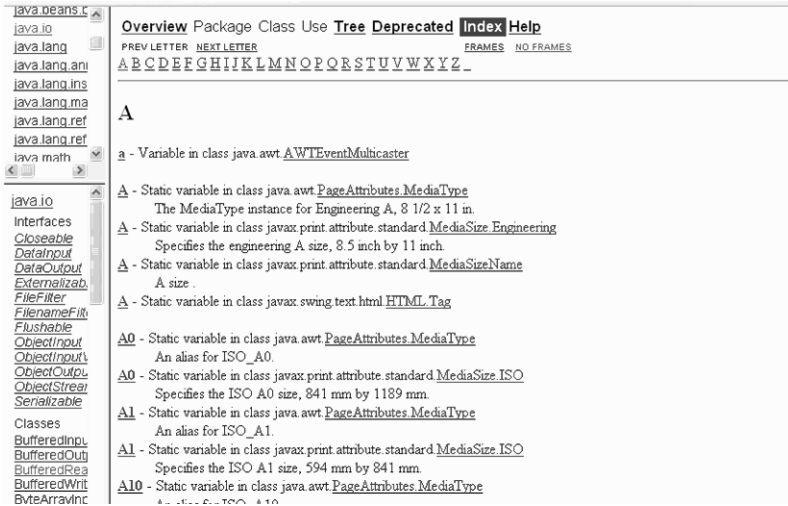 java.beans.c
java.io
java.lang
java.lang.ani
java.lang.ins
java.lang.ma
java.lang.ref
java.lang.ref
java.math
java.io
Interfaces
Closeable
DataInput
DataOutput
Externalizab
FileFilter
FilenameFilt
Flushable
ObjectInput
ObjectInputV
ObjectOutpu
ObjectStrear
Serializable
Classes
BufferedInpu
BufferedOut
BufferedRea
BufferedWrit
ByteArrayInp
Overview Package Class Use Tree Deprecated Index Help
PREV LETTER NEXT LETTER FRAMES NO FRAMES
A B C D E F G H I J K L M N O P Q R S T U V W X Y Z _
A
a - Variable in class java.awt.AWTEventMulticaster
A - Static variable in class java.awt.PageAttributes.MediaType
The MediaType instance for Engineering A, 8 1/2 x 11 in.
A - Static variable in class javax.print.attribute.standard.MediaSize.Engineering
Specifies the engineering A size, 8.5 inch by 11 inch.
A - Static variable in class javax.print.attribute.standard.MediaSizeName
A size .
A - Static variable in class javax.swing.text.html.HTML.Tag
A0 - Static variable in class java.awt.PageAttributes.MediaType
An alias for ISO_A0.
A0 - Static variable in class javax.print.attribute.standard.MediaSize.ISO
Specifies the ISO A0 size, 841 mm by 1189 mm.
A1 - Static variable in class java.awt.PageAttributes.MediaType
An alias for ISO_A1.
A1 - Static variable in class javax.print.attribute.standard.MediaSize.ISO
Specifies the ISO A1 size, 594 mm by 841 mm.
A10 - Static variable in class java.awt.PageAttributes.MediaType
An alias for ISO_A10.